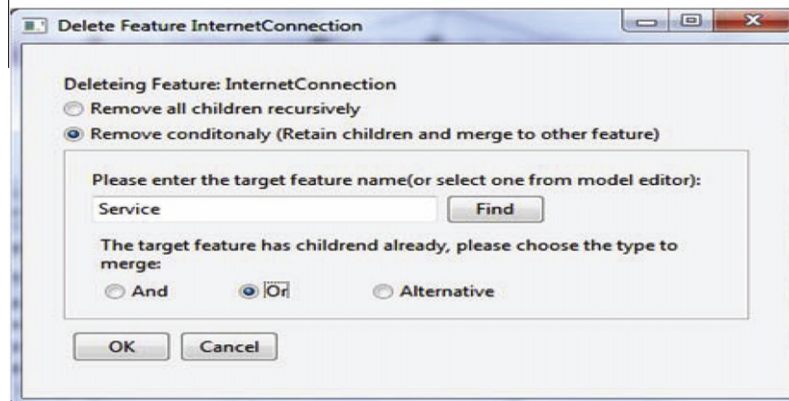 Delete Feature InternetConnection
Deleteing Feature: InternetConnection
Remove all children recursively
Remove conditonaly (Retain children and merge to other feature)
Please enter the target feature name(or select one from model editor):
Service Find
The target feature has childrend already, please choose the type to
merge:
And Or Alternative
OK Cancel